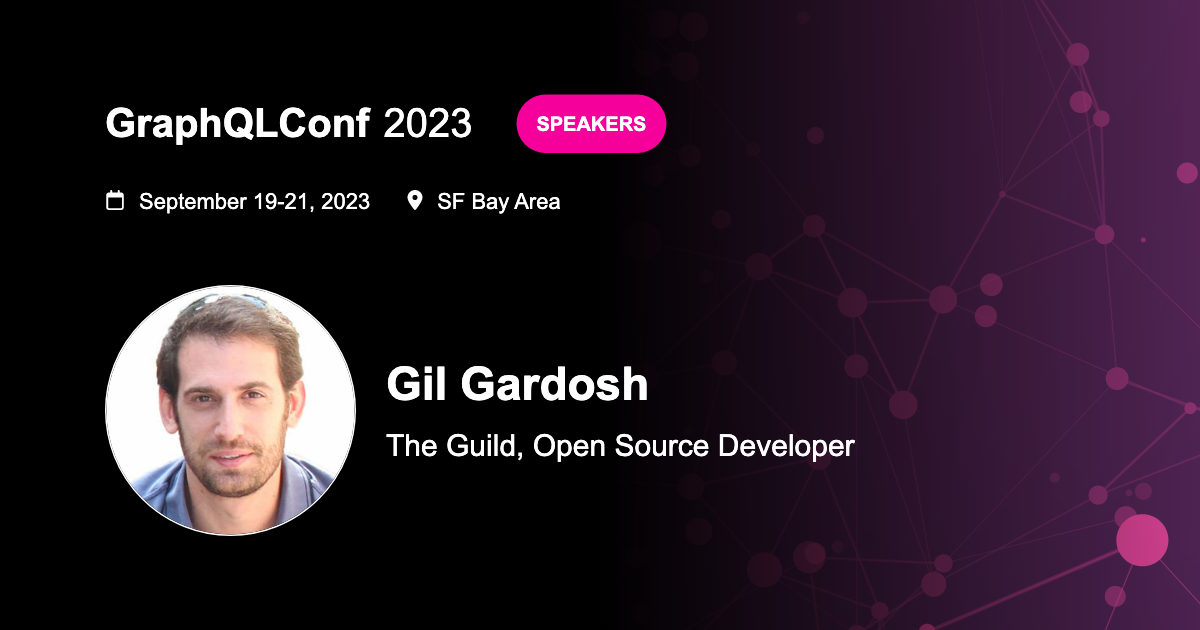 GraphQLConf 2023
SPEAKERS
September 19-21, 2023
SF Bay Area
Gil Gardosh
The Guild, Open Source Developer